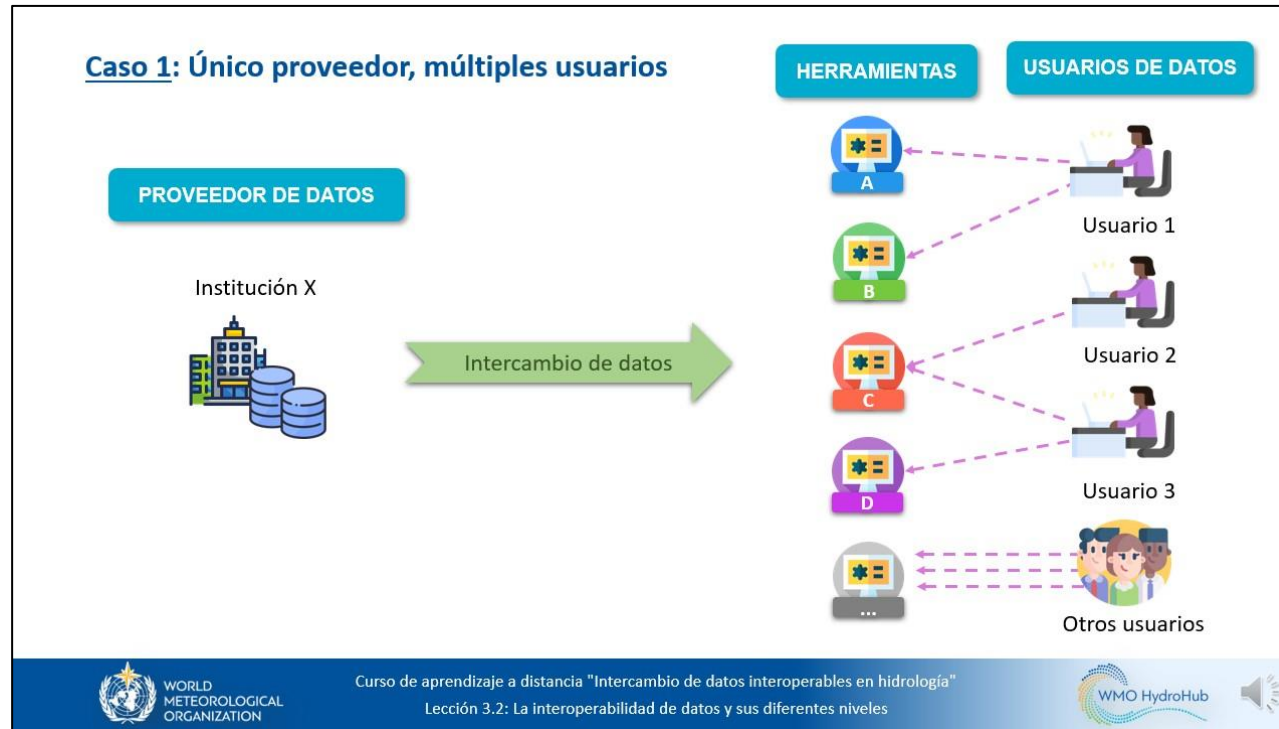 Caso 1: Único proveedor, múltiples usuarios
HERRAMIENTAS
USUARIOS DE DATOS
PROVEEDOR DE DATOS
Institución X
Intercambio de datos
A
B
C
D
...
Usuario 1
Usuario 2
Usuario 3
Otros usuarios
WORLD
METEOROLOGICAL
ORGANIZATION
Curso de aprendizaje a distancia "Intercambio de datos interoperables en hidrología"
Lección 3.2: La interoperabilidad de datos y sus diferentes niveles
WMO HydroHub